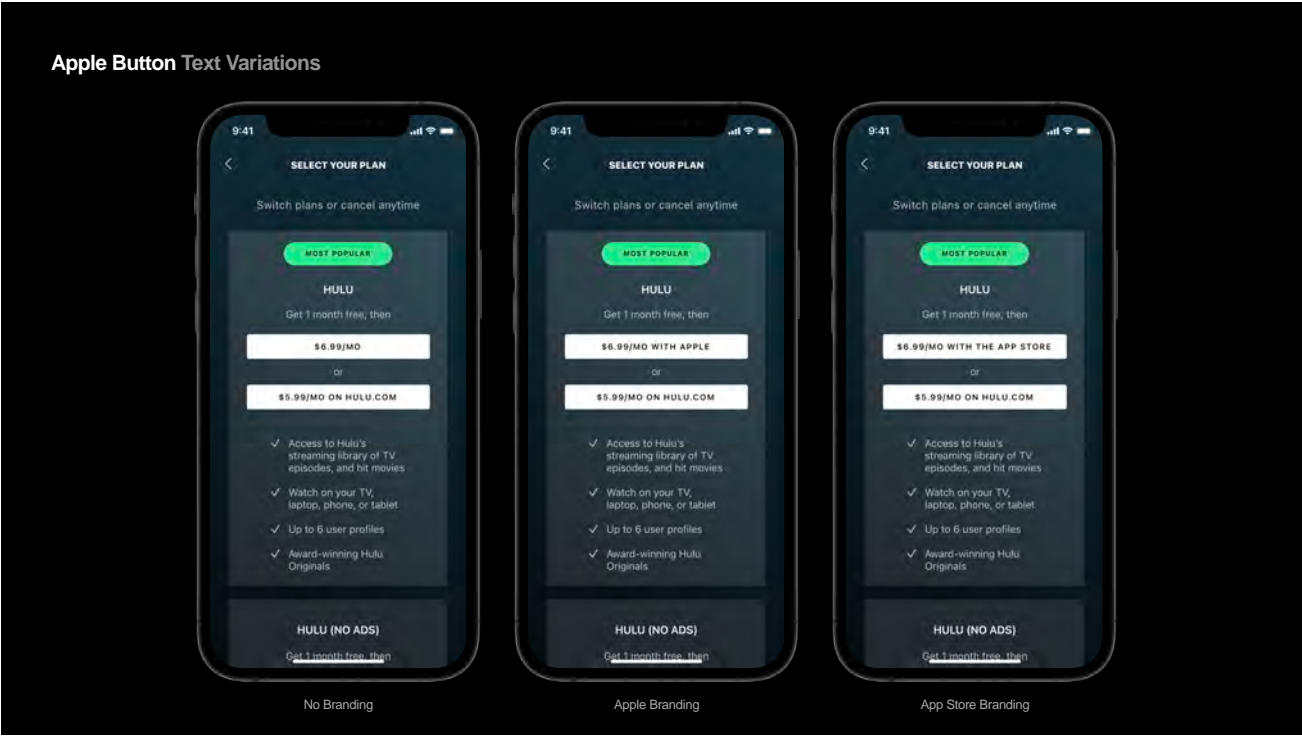 Apple Button Text Variations
9:41
SELECT YOUR PLAN
Switch plans or cancel anytime
MOST POPULAR
HULU
Get 1 month free, then
$6.99/MO
or
$5.99/MO ON HULU.COM
Access to Hulu's
streaming library of TV
episodes, and hit movies
Watch on your TV,
laptop, phone, or tablet
Up to 6 user profiles
Award-winning Hulu
Originals
HULU (NO ADS)
Get 1 month free, then
No Branding
9:41
SELECT YOUR PLAN
Switch plans or cancel anytime
MOST POPULAR
HULU
Get 1 month free, then
$6.99/MO WITH APPLE
or
$5.99/MO ON HULU.COM
Access to Hulu's
streaming library of TV
episodes, and hit movies
Watch on your TV,
laptop, phone, or tablet
Up to 6 user profiles
Award-winning Hulu
Originals
HULU (NO ADS)
Get 1 month free, then
Apple Branding
9:41
SELECT YOUR PLAN
Switch plans or cancel anytime
MOST POPULAR
HULU
Get 1 month free, then
$6.99/MO WITH THE APP STORE
or
$5.99/MO ON HULU.COM
Access to Hulu's
streaming library of TV
episodes, and hit movies
Watch on your TV,
laptop, phone, or tablet
Up to 6 user profiles
Award-winning Hulu
Originals
HULU (NO ADS)
Get 1 month free, then
App Store Branding